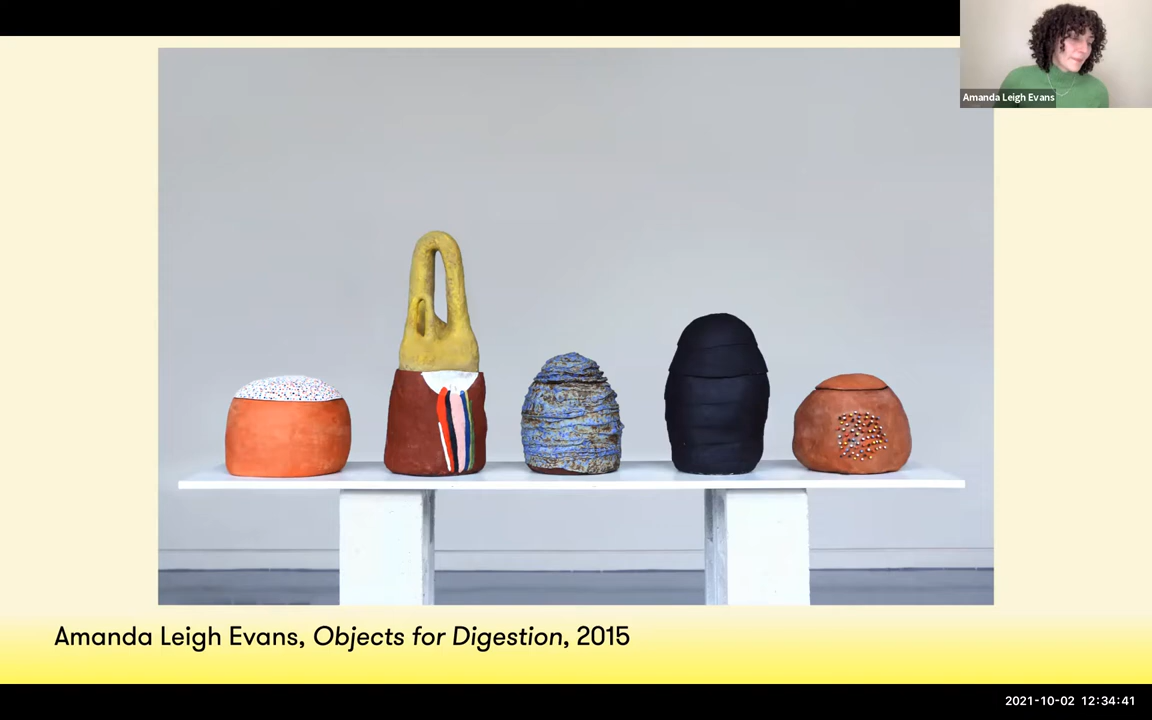 Amanda Leigh Evans
Amanda Leigh Evans, Objects for Digestion, 2015
2021-10-02 12:34:41